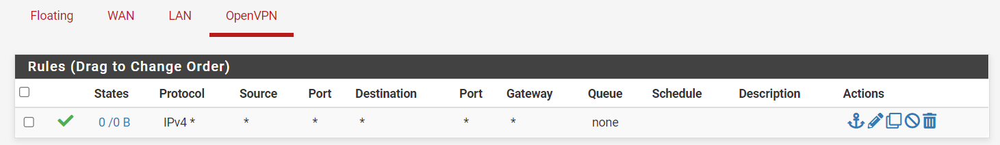 Floating WAN LAN OpenVPN
Rules (Drag to Change Order)
States Protocol Source Port Destination Port Gateway Queue Schedule Description Actions
0 /0 B IPv4 * * * * * * none